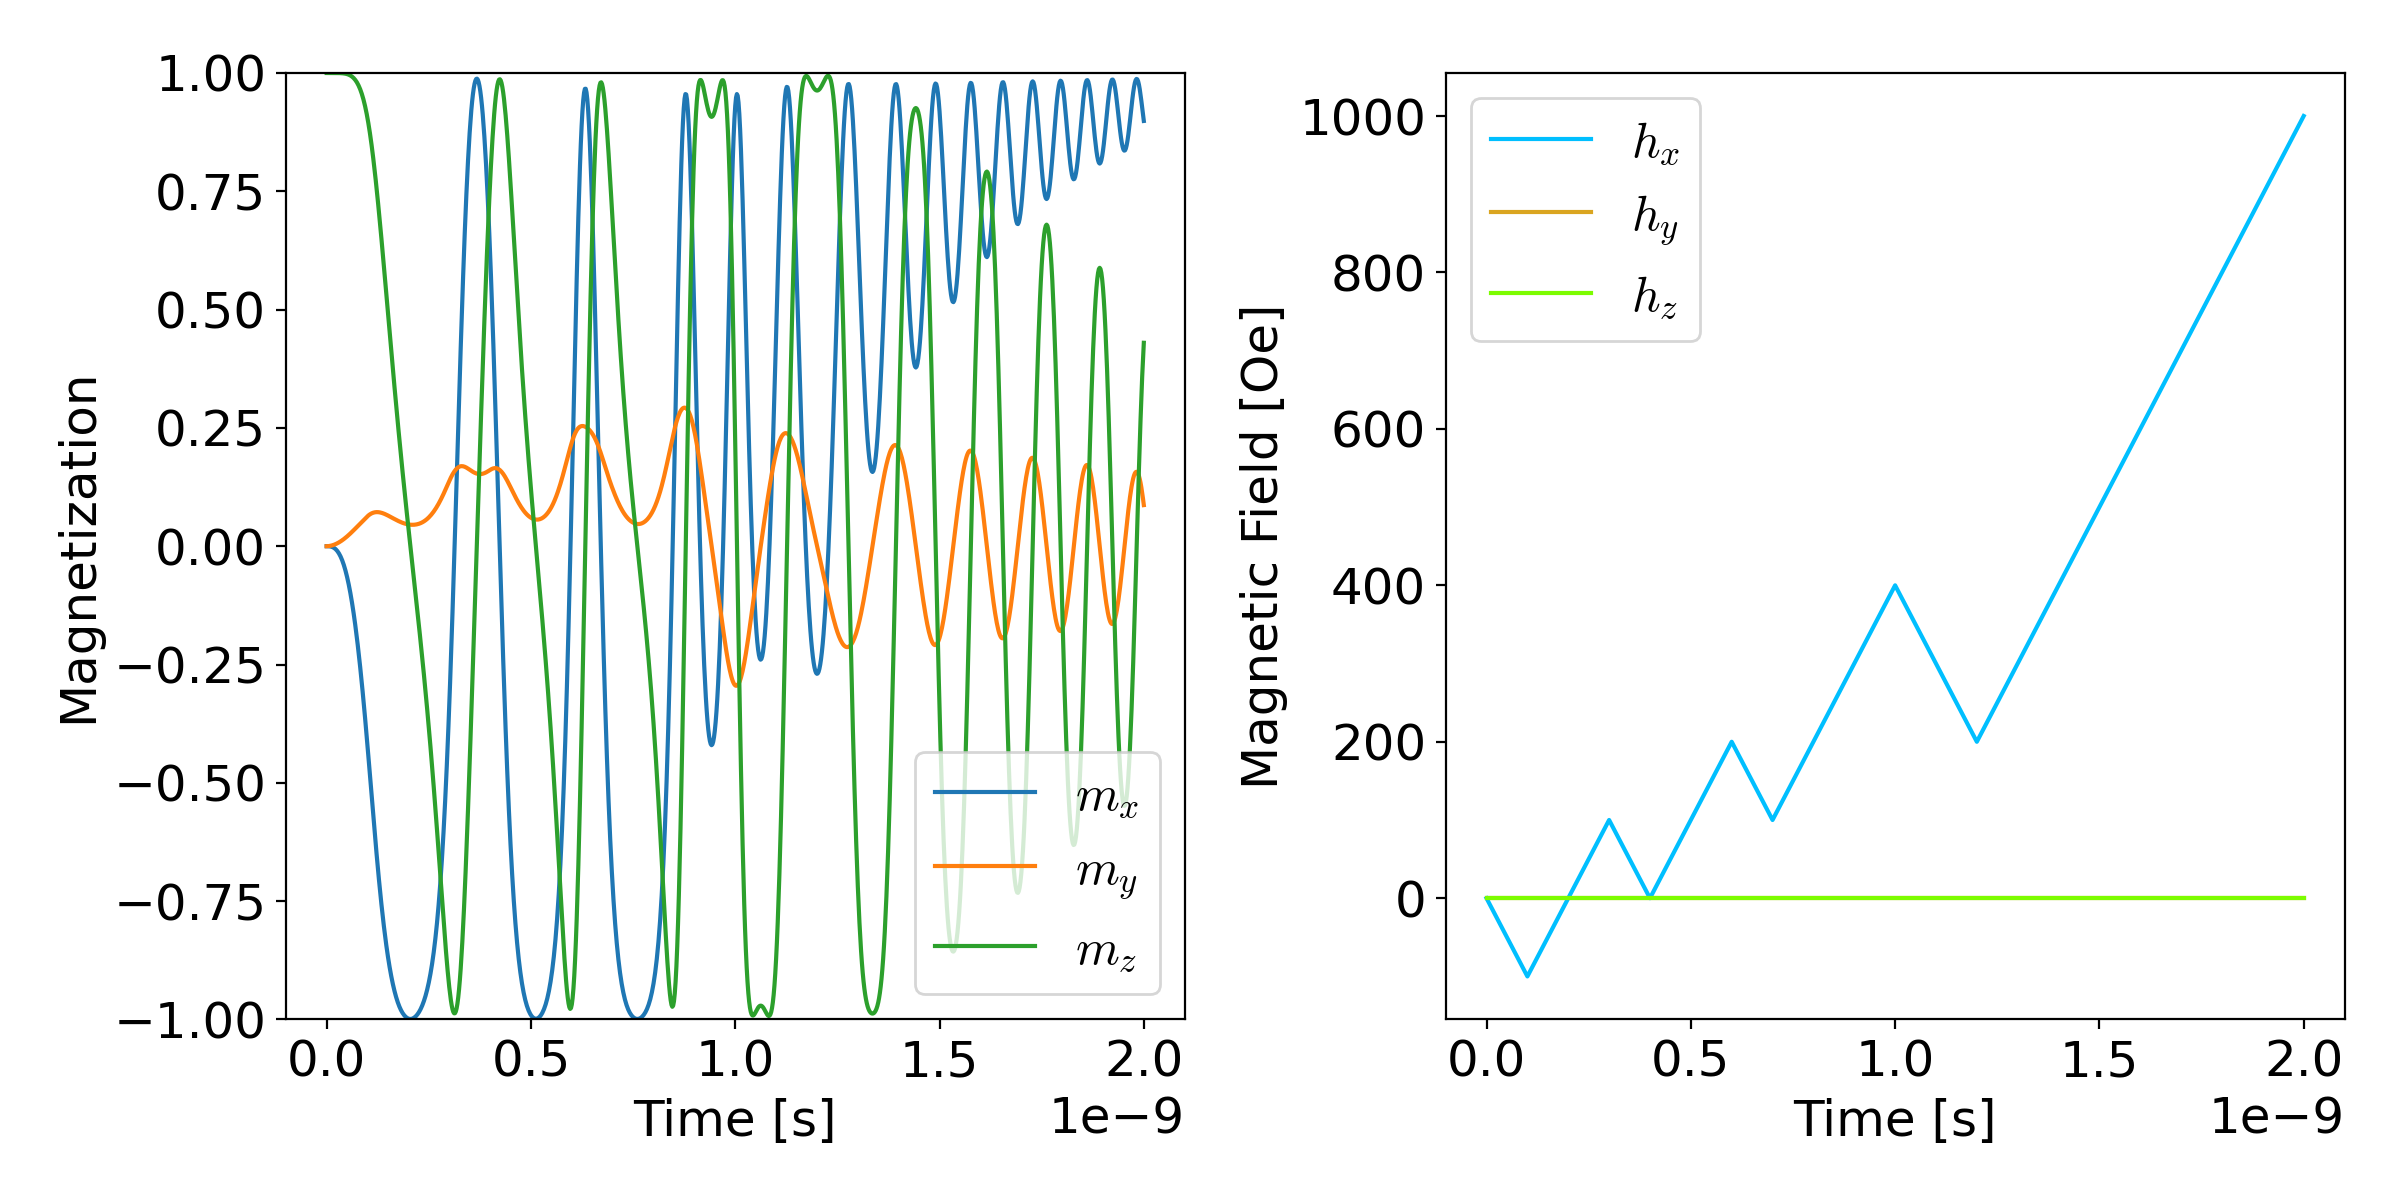 1.00
0.75
0.50
0.25
0.00
−0.25
−0.50
−0.75
−1.00
Magnetization
0.0 0.5 1.0 1.5 2.0
Time [s]
1e−9
m_x
m_y
m_z
1000
800
600
400
200
0
Magnetic Field [Oe]
0.0 0.5 1.0 1.5 2.0
Time [s]
1e−9
h_x
h_y
h_z